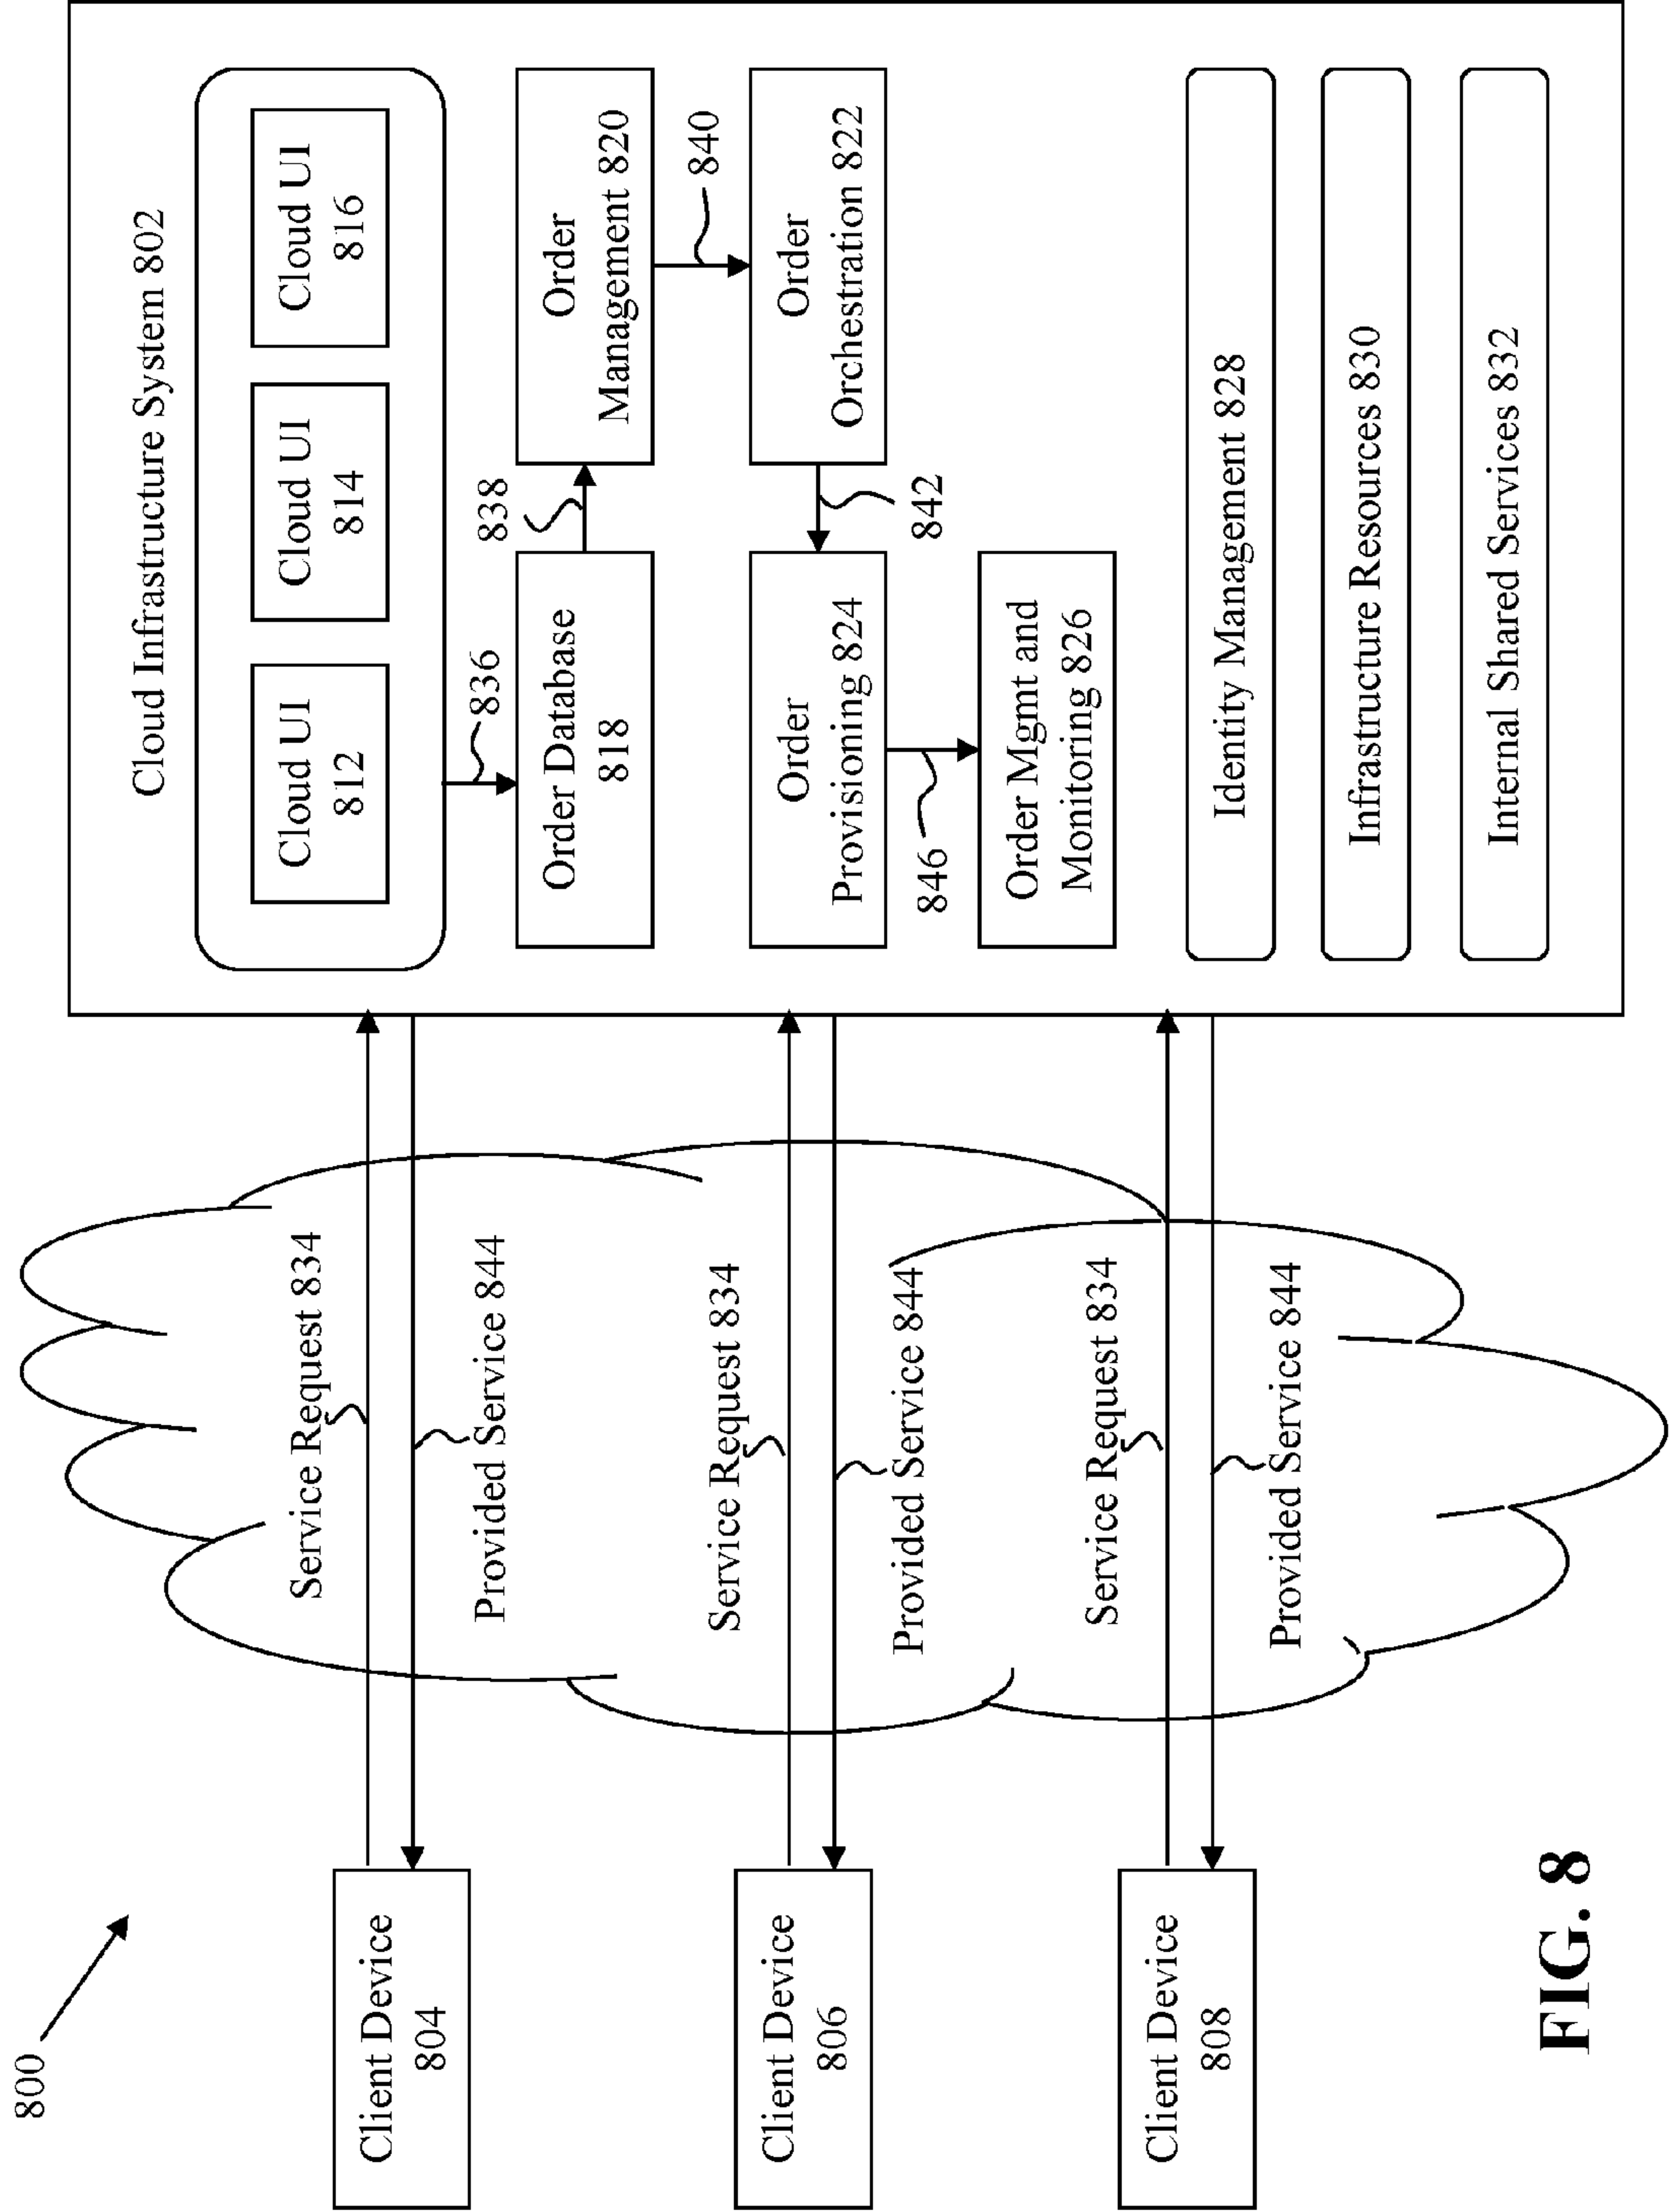 800
Cloud Infrastructure System 802
Client Device
804
Service Request 834
Provided Service 844
Client Device
806
Service Request 834
Provided Service 844
Client Device
808
Service Request 834
Provided Service 844
Cloud UI
812
Cloud UI
814
Cloud UI
816
836
Order Database
818
838
Order
Management 820
840
Order
Provisioning 824
842
Order
Orchestration 822
846
Order Mgmt and
Monitoring 826
Identity Management 828
Infrastructure Resources 830
Internal Shared Services 832
FIG. 8